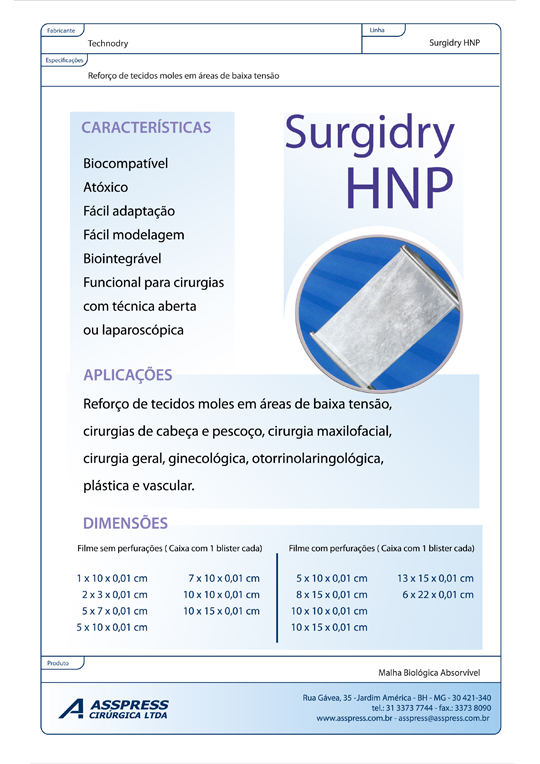 Fabricante
Technodry
Linha
Surgidry HNP
Especificações
Reforço de tecidos moles em áreas de baixa tensão
CARACTERÍSTICAS
Biocompatível
Atóxico
Fácil adaptação
Fácil modelagem
Biointegrável
Funcional para cirurgias
com técnica aberta
ou laparoscópica
Surgidry
HNP
APLICAÇÕES
Reforço de tecidos moles em áreas de baixa tensão,
cirurgias de cabeça e pescoço, cirurgia maxilofacial,
cirurgia geral, ginecológica, otorrinolaringológica,
plástica e vascular.
DIMENSÕES
Filme sem perfurações ( Caixa com 1 blister cada)
1 x 10 x 0,01 cm
2 x 3 x 0,01 cm
5 x 7 x 0,01 cm
5 x 10 x 0,01 cm
7 x 10 x 0,01 cm
10 x 10 x 0,01 cm
10 x 15 x 0,01 cm
Filme com perfurações ( Caixa com 1 blister cada)
5 x 10 x 0,01 cm
8 x 15 x 0,01 cm
10 x 10 x 0,01 cm
10 x 15 x 0,01 cm
13 x 15 x 0,01 cm
6 x 22 x 0,01 cm
Produto
Malha Biológica Absorvível
ASSPRESS
CIRÚRGICA LTDA
Rua Gávea, 35 -Jardim América - BH - MG - 30 421-340
tel.: 31 3373 7744 - fax.: 3373 8090
www.asspress.com.br - asspress@asspress.com.br